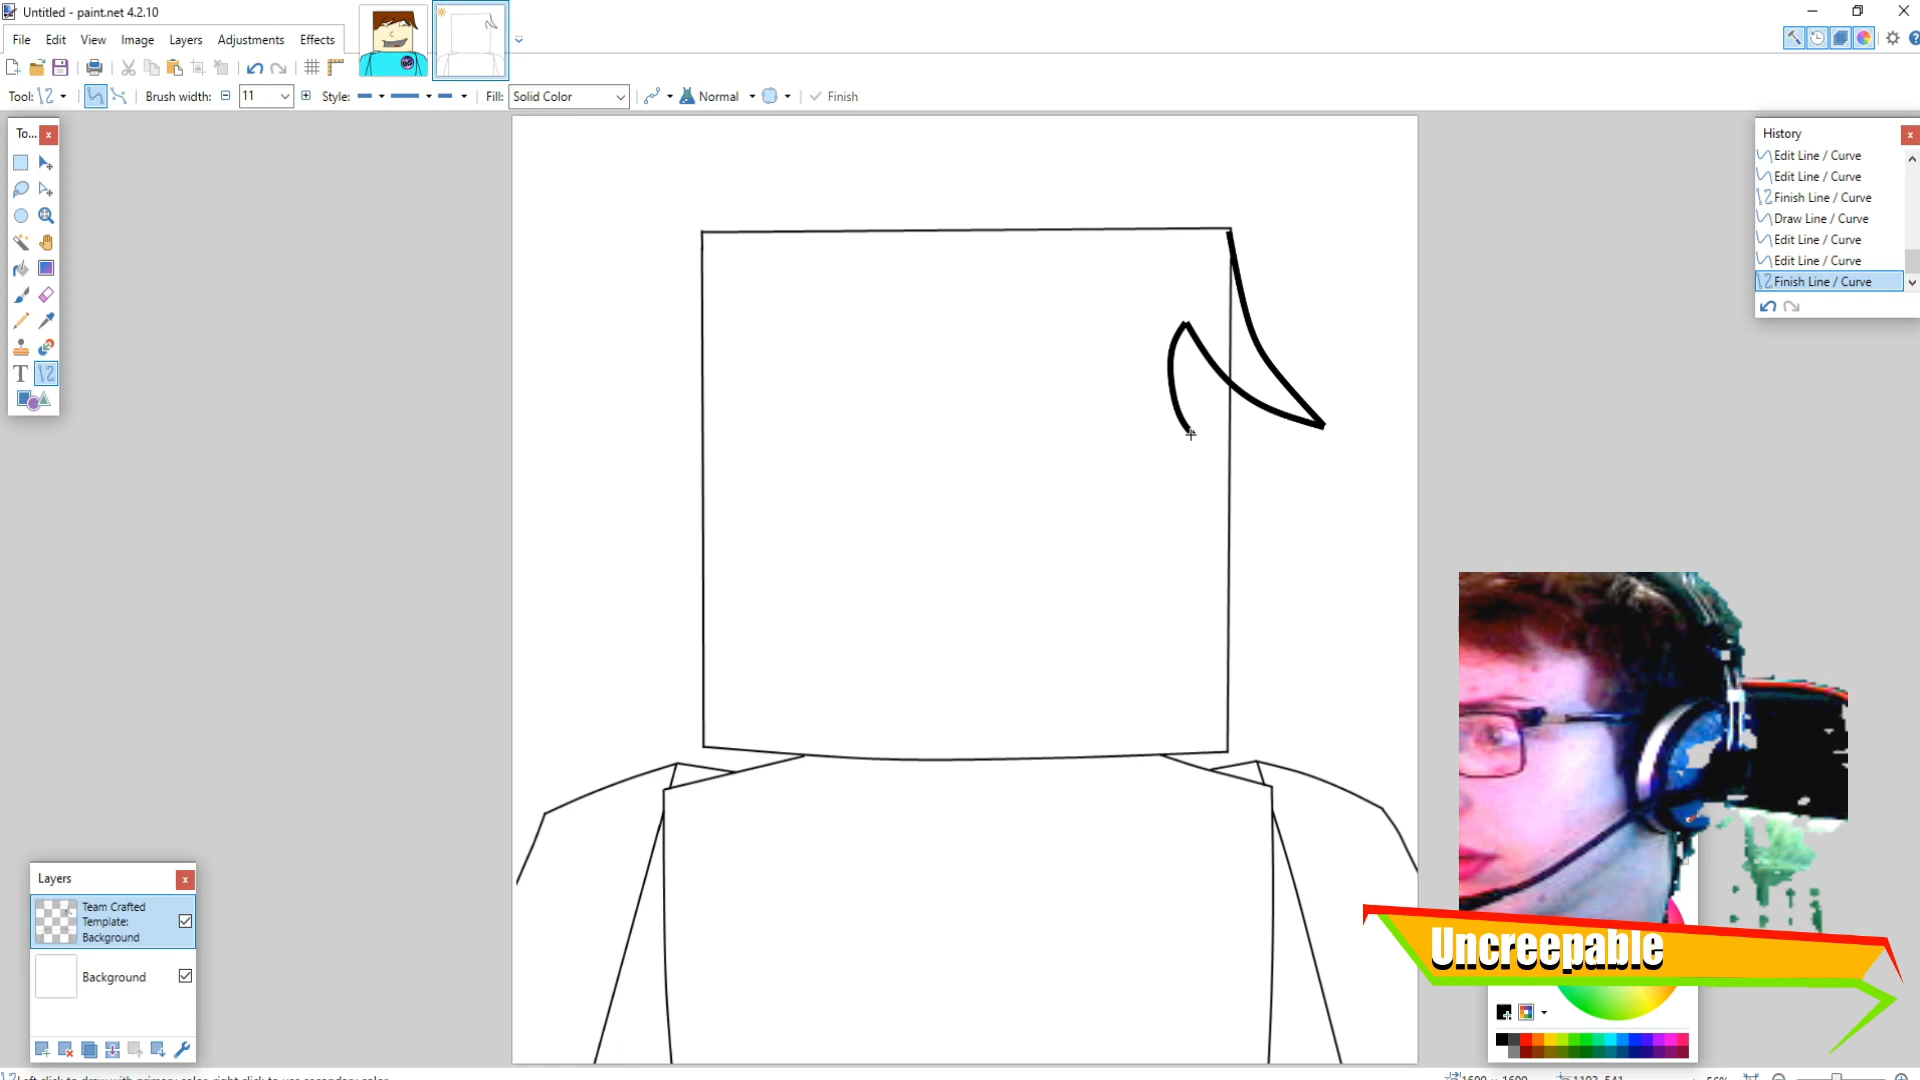 Untitled - paint.net 4.2.10
File Edit View Image Layers Adjustments Effects
Tool: Brush width: 11 Style: Fill: Solid Color Normal Finish
To...
History
Edit Line / Curve
Edit Line / Curve
Finish Line / Curve
Draw Line / Curve
Edit Line / Curve
Edit Line / Curve
Finish Line / Curve
Layers
Team Crafted
Template:
Background
Background
Uncreepable